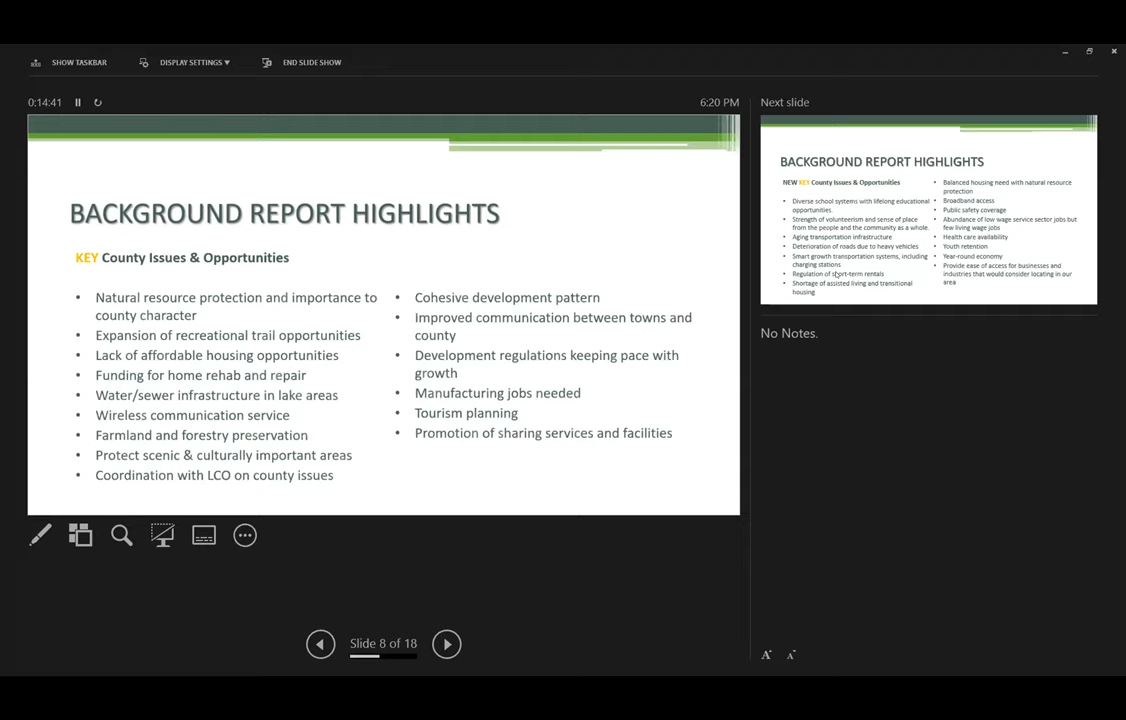 SHOW TASKBAR DISPLAY SETTINGS ▼ END SLIDE SHOW
0:14:41 6:20 PM
BACKGROUND REPORT HIGHLIGHTS
KEY County Issues & Opportunities
• Natural resource protection and importance to
county character
• Expansion of recreational trail opportunities
• Lack of affordable housing opportunities
• Funding for home rehab and repair
• Water/sewer infrastructure in lake areas
• Wireless communication service
• Farmland and forestry preservation
• Protect scenic & culturally important areas
• Coordination with LCO on county issues
• Cohesive development pattern
• Improved communication between towns and
county
• Development regulations keeping pace with
growth
• Manufacturing jobs needed
• Tourism planning
• Promotion of sharing services and facilities
Slide 8 of 18
Next slide
BACKGROUND REPORT HIGHLIGHTS
NEW KEY County Issues & Opportunities
• Diverse school systems with lifelong educational
opportunities.
• Strength of volunteerism and sense of place
from the people and the community as a whole.
• Aging transportation infrastructure
• Deterioration of roads due to heavy vehicles
• Smart growth transportation systems, including
charging stations
• Regulation of short-term rentals
• Shortage of assisted living and transitional
housing
• Balanced housing need with natural resource
protection
• Broadband access
• Public safety coverage
• Abundance of low wage service sector jobs but
few living wage jobs
• Health care availability
• Youth retention
• Year-round economy
• Provide ease of access for businesses and
industries that would consider locating in our
area
No Notes.
A A